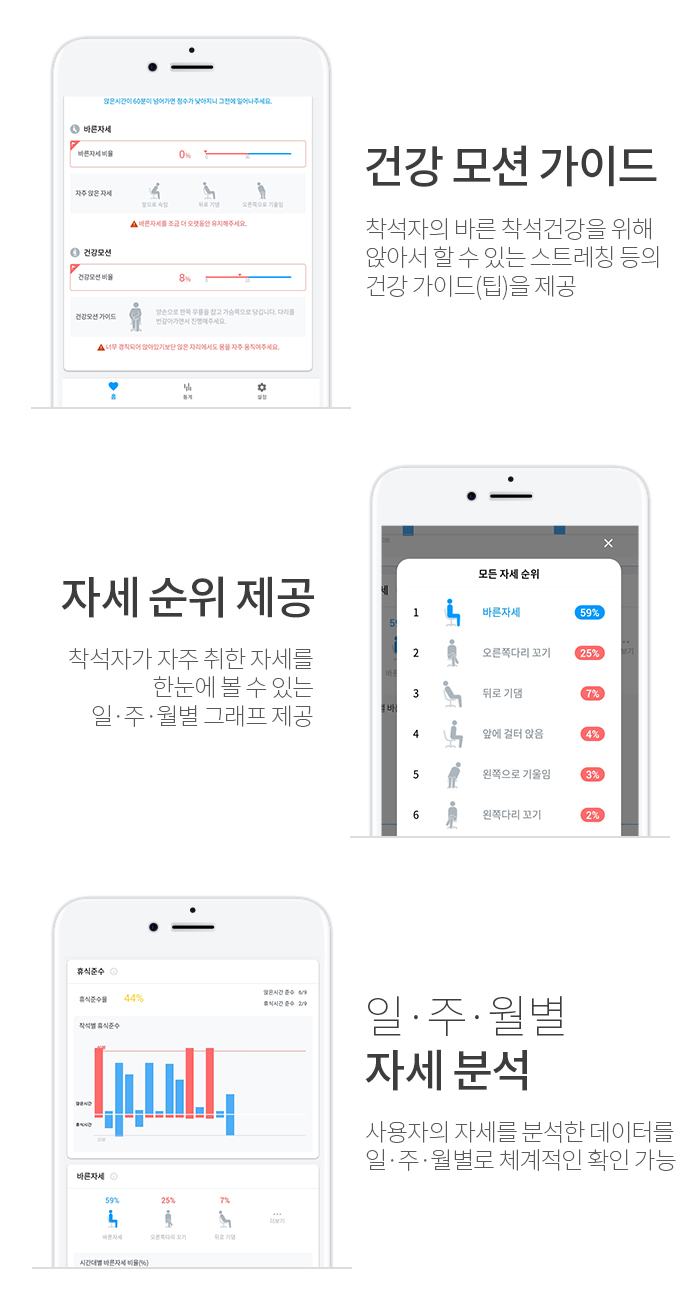 앉은시간이 60분이 넘어가면 점수가 낮아지니 그전에 일어나주세요.
바른자세
바른자세 비율 0%
자주 앉은 자세
앞으로 숙임 뒤로 기댐 오른쪽으로 기울임
바른자세를 조금 더 오랫동안 유지해주세요.
건강모션
건강모션 비율 8%
건강모션 가이드
양손으로 한쪽 무릎을 잡고 가슴쪽으로 당깁니다. 다리를
번갈아가면서 진행해주세요.
너무 경직되어 앉아있기보단 앉은 자리에서도 몸을 자주 움직여주세요.
홈 통계 설정
건강 모션 가이드
착석자의 바른 착석건강을 위해
앉아서 할 수 있는 스트레칭 등의
건강 가이드(팁)을 제공
자세 순위 제공
착석자가 자주 취한 자세를
한눈에 볼 수 있는
일·주·월별 그래프 제공
모든 자세 순위
1 바른자세 59%
2 오른쪽다리 꼬기 25%
3 뒤로 기댐 7%
4 앞에 걸터 앉음 4%
5 왼쪽으로 기울임 3%
6 왼쪽다리 꼬기 2%
휴식준수
휴식준수율 44%
앉은시간 준수 6/9
휴식시간 준수 2/9
착석별 휴식준수
앉은시간
휴식시간
바른자세
59% 25% 7%
바른자세 오른쪽다리 꼬기 뒤로 기댐 더보기
시간대별 바른자세 비율(%)
일·주·월별
자세 분석
사용자의 자세를 분석한 데이터를
일·주·월별로 체계적인 확인 가능